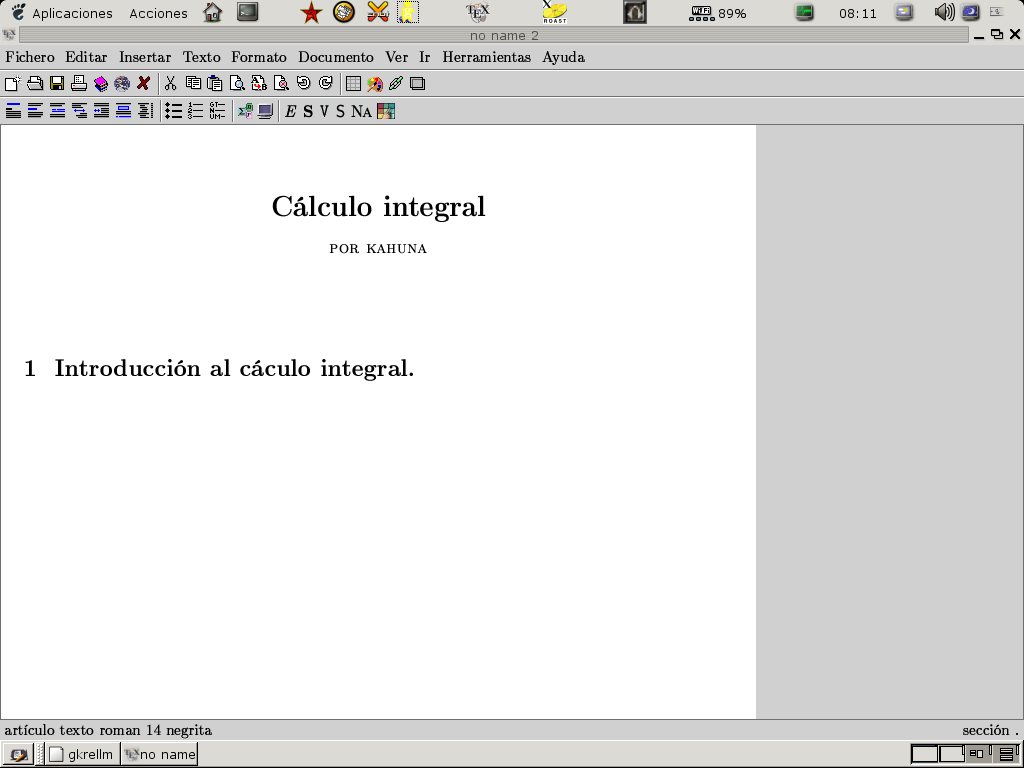 Aplicaciones Acciones 89% 08:11
no name 2
Fichero Editar Insertar Texto Formato Documento Ver Ir Herramientas Ayuda
E S V S NA
Cálculo integral
POR KAHUNA
1 Introducción al cáculo integral.
artículo texto roman 14 negrita sección .
gkrellm no name